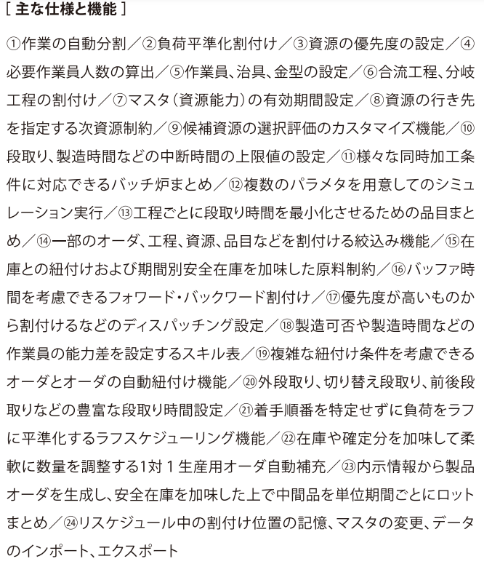 [ 主な仕様と機能 ]
①作業の自動分割／②負荷平準化割付け／③資源の優先度の設定／④
必要作業員人数の算出／⑤作業員、治具、金型の設定／⑥合流工程、分岐
工程の割付け／⑦マスタ（資源能力）の有効期間設定／⑧資源の行き先
を指定する次資源制約／⑨候補資源の選択評価のカスタマイズ機能／⑩
段取り、製造時間などの中断時間の上限値の設定／⑪様々な同時加工条
件に対応できるバッチ炉まとめ／⑫複数のパラメタを用意してのシミュ
レーション実行／⑬工程ごとに段取り時間を最小化させるための品目まと
め／⑭一部のオーダ、工程、資源、品目などを割付ける絞込み機能／⑮在
庫との紐付けおよび期間別安全在庫を加味した原料制約／⑯バッファ時
間を考慮できるフォワード・バックワード割付け／⑰優先度が高いものか
ら割付けるなどのディスパッチング設定／⑱製造可否や製造時間などの
作業員の能力差を設定するスキル表／⑲複雑な紐付け条件を考慮できる
オーダとオーダの自動紐付け機能／⑳外段取り、切り替え段取り、前後段
取りなどの豊富な段取り時間設定／㉑着手順番を特定せずに負荷をラフ
に平準化するラフスケジューリング機能／㉒在庫や確定分を加味して柔
軟に数量を調整する1対１生産用オーダ自動補充／㉓内示情報から製品
オーダを生成し、安全在庫を加味した上で中間品を単位期間ごとにロット
まとめ／㉔リスケジュール中の割付け位置の記憶、マスタの変更、データ
のインポート、エクスポート